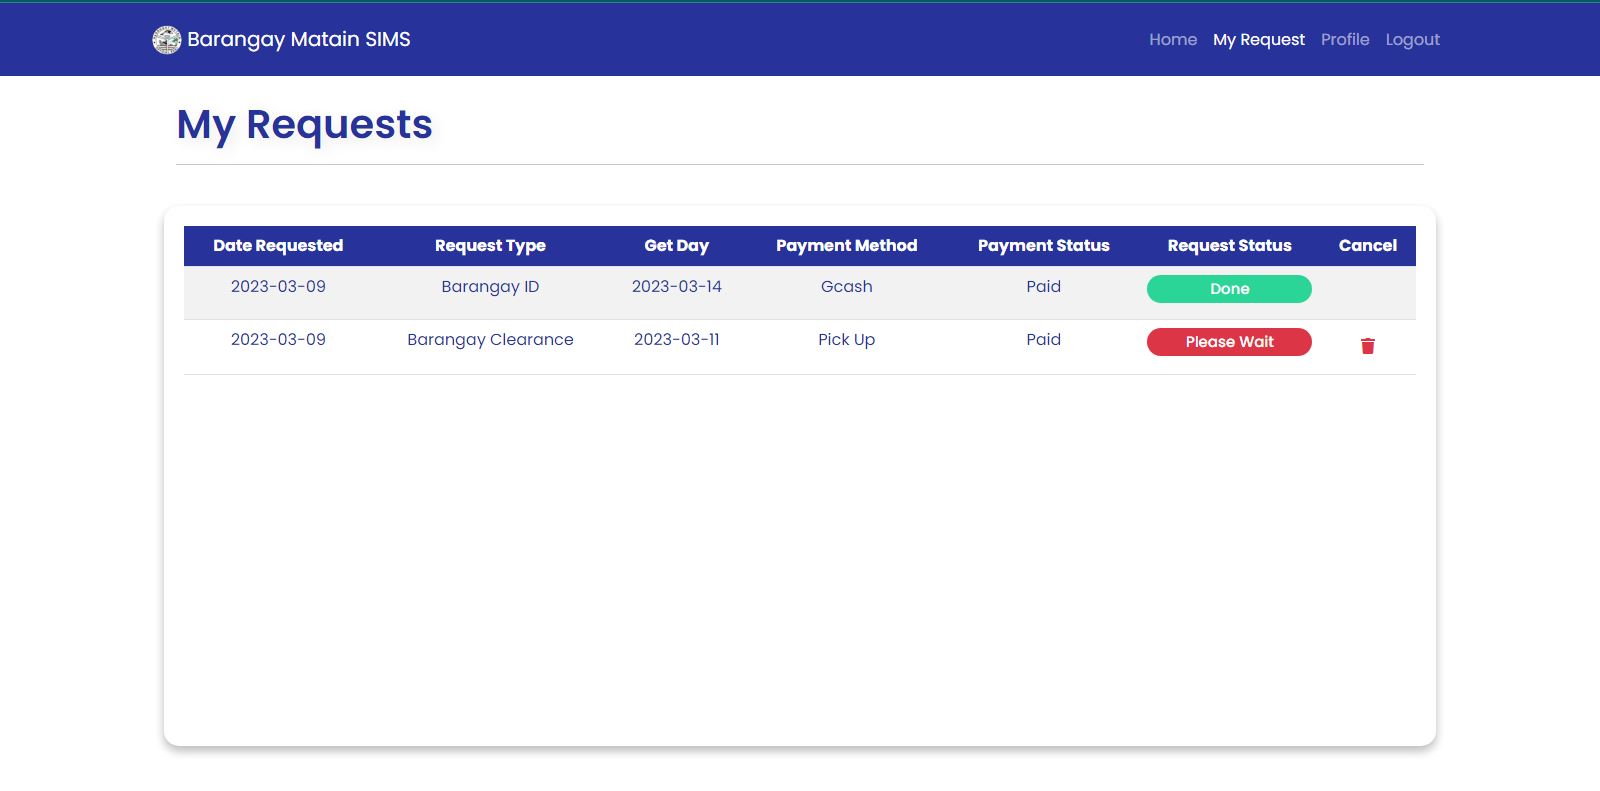 Barangay Matain SIMS
Home My Request Profile Logout
My Requests
Date Requested Request Type Get Day Payment Method Payment Status Request Status Cancel
2023-03-09 Barangay ID 2023-03-14 Gcash Paid Done
2023-03-09 Barangay Clearance 2023-03-11 Pick Up Paid Please Wait